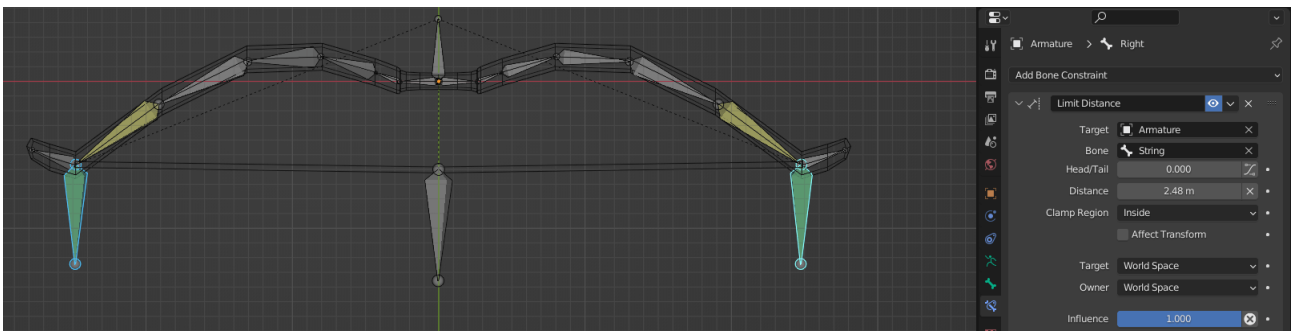 Armature > Right
Add Bone Constraint
Limit Distance
Target Armature
Bone String
Head/Tail 0.000
Distance 2.48 m
Clamp Region Inside
Affect Transform
Target World Space
Owner World Space
Influence 1.000